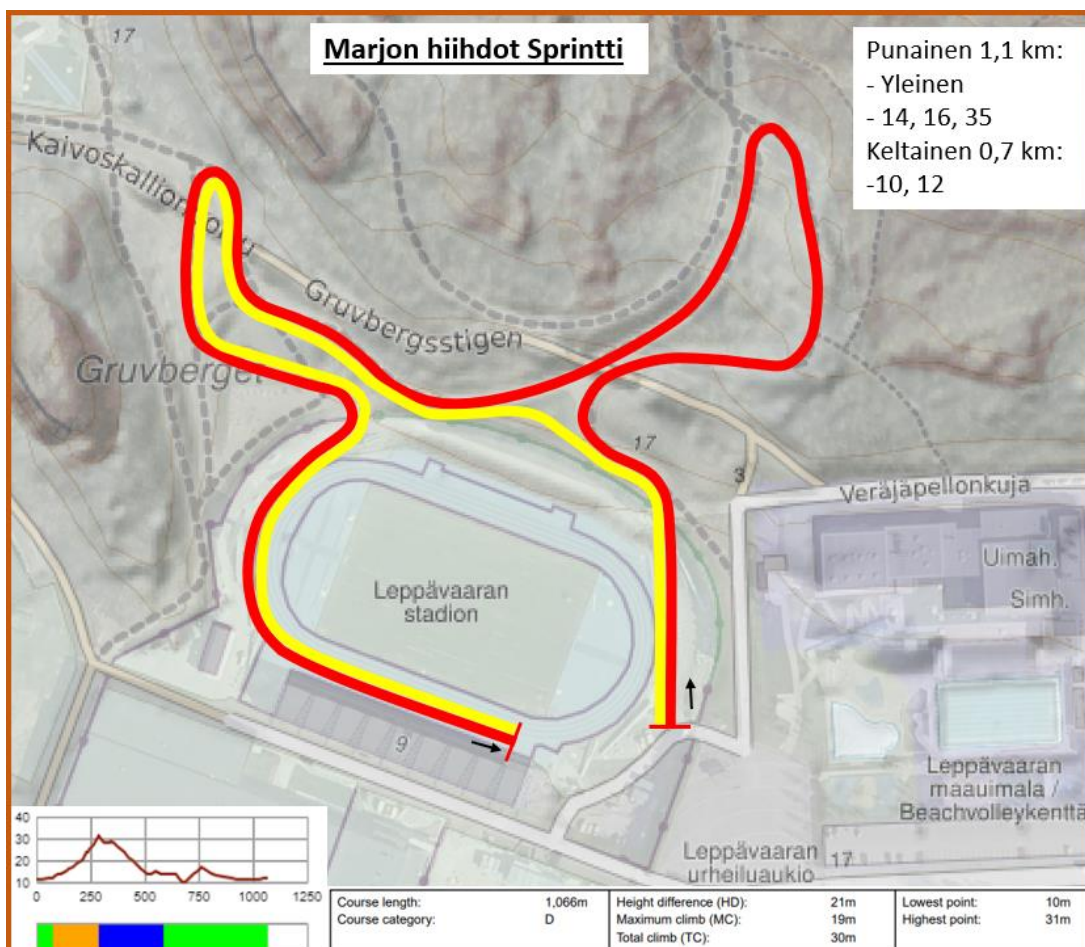 17
Marjon hiihdot Sprintti
Punainen 1,1 km:
- Yleinen
- 14, 16, 35
Keltainen 0,7 km:
-10, 12
Gruvbergsstigen
Gruvberget
17
3
Veräjäpellonkuja
Uimah.
Simh.
Leppävaaran
stadion
9
Leppävaaran
maauimala /
Beachvolleykenttä
Leppävaaran
urheiluaukio
17
40
30
20
10
0 250 500 750 1000 1250
Course length: 1,066m
Course category: D
Height difference (HD): 21m
Maximum climb (MC): 19m
Total climb (TC): 30m
Lowest point: 10m
Highest point: 31m